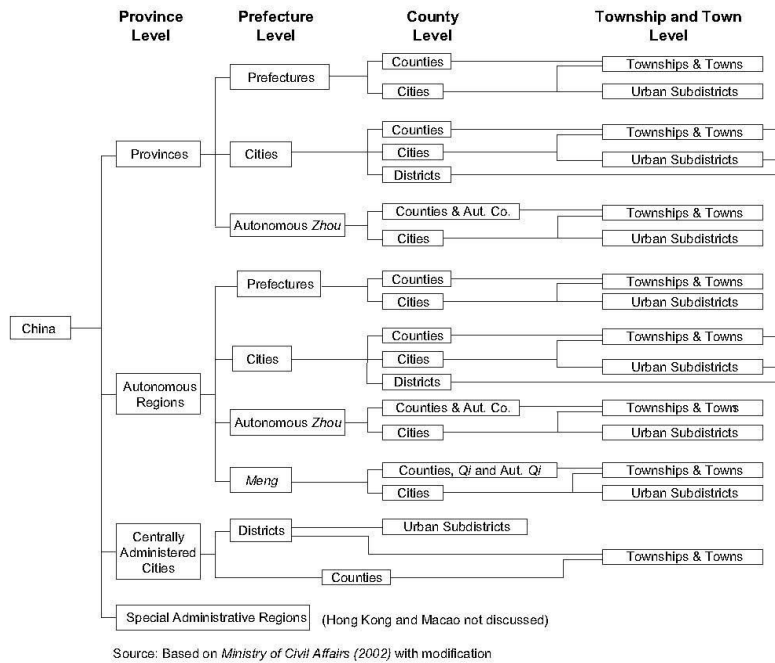 Province Level
Prefecture Level
County Level
Township and Town Level
China
Provinces
Prefectures
Counties
Townships & Towns
Cities
Urban Subdistricts
Cities
Counties
Townships & Towns
Cities
Urban Subdistricts
Districts
Autonomous Zhou
Counties & Aut. Co.
Townships & Towns
Cities
Urban Subdistricts
Autonomous Regions
Prefectures
Counties
Townships & Towns
Cities
Urban Subdistricts
Cities
Counties
Townships & Towns
Cities
Urban Subdistricts
Districts
Autonomous Zhou
Counties & Aut. Co.
Townships & Towns
Cities
Urban Subdistricts
Meng
Counties, Qi and Aut. Qi
Townships & Towns
Cities
Urban Subdistricts
Centrally Administered Cities
Districts
Urban Subdistricts
Townships & Towns
Counties
Special Administrative Regions
(Hong Kong and Macao not discussed)
Source: Based on Ministry of Civil Affairs (2002) with modification